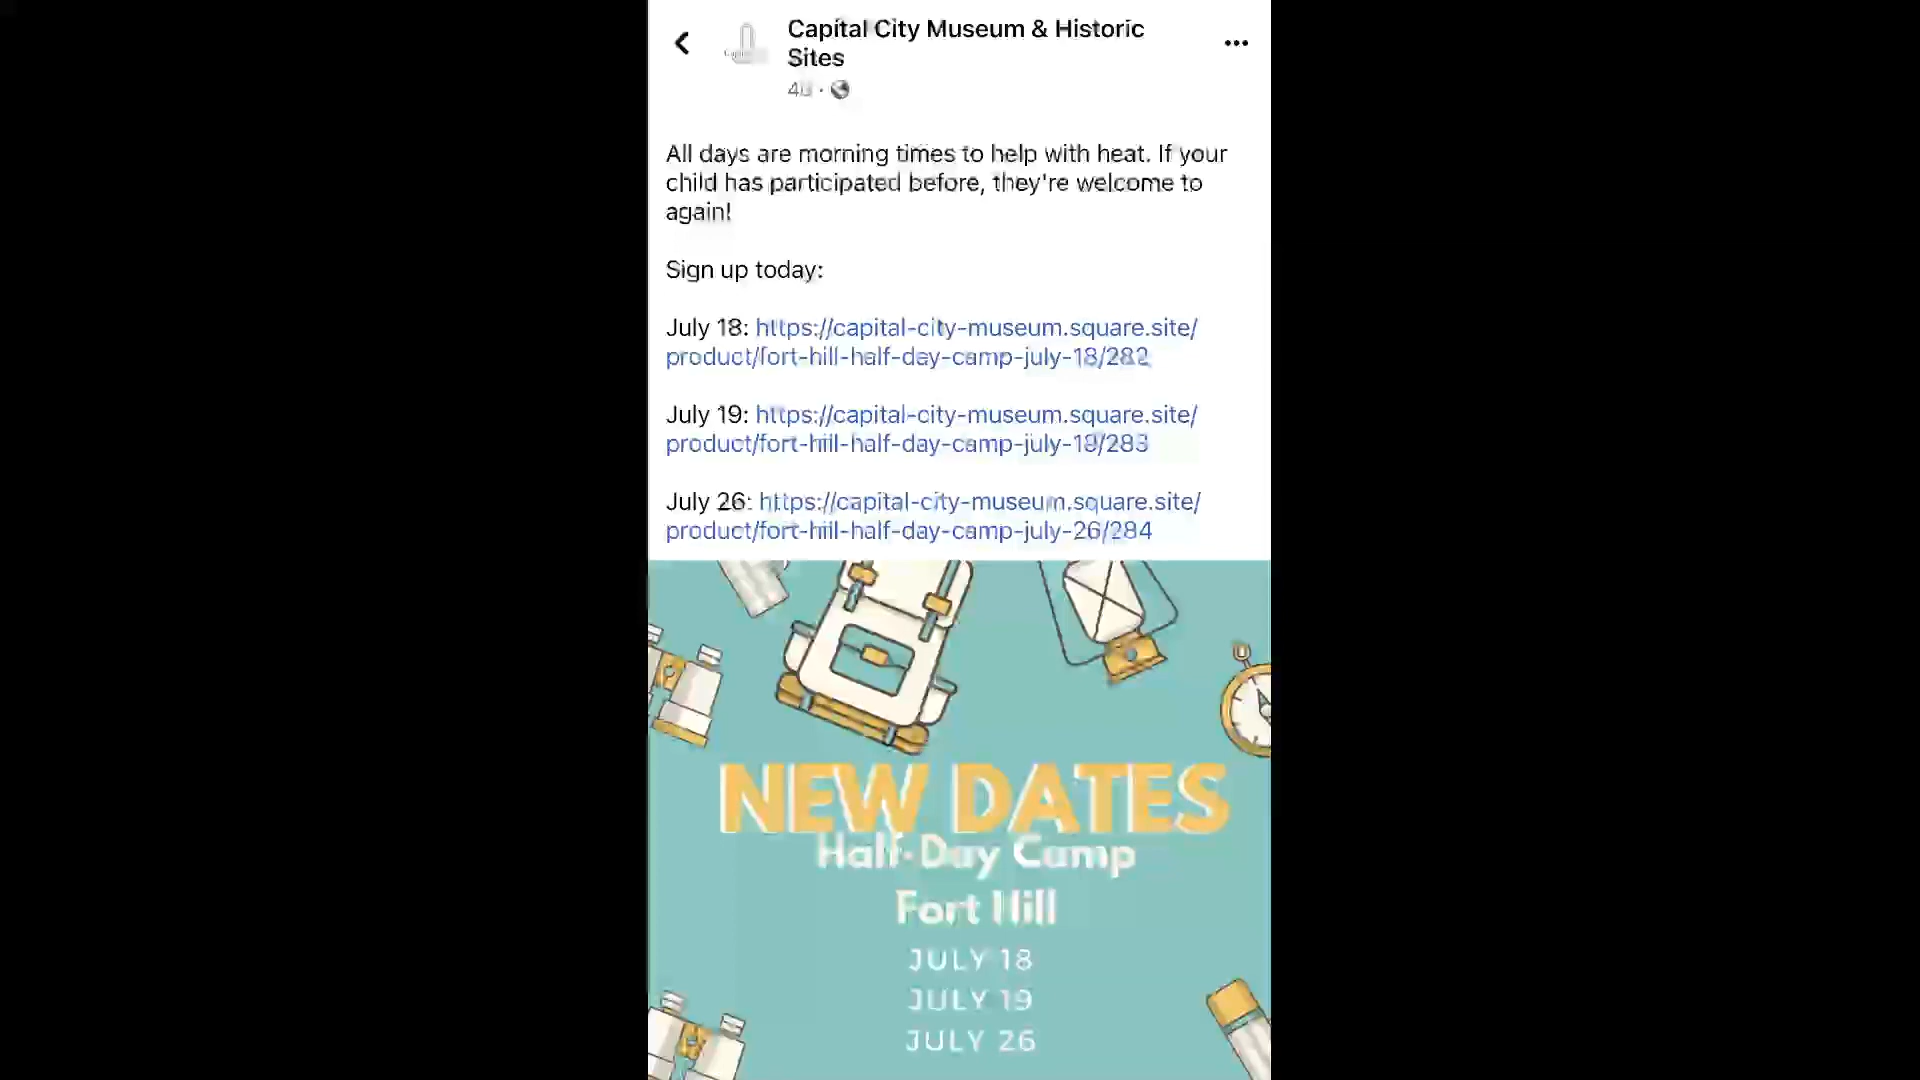 Capital City Museum & Historic
Sites
All days are morning times to help with heat. If your
child has participated before, they're welcome to
again!
Sign up today:
July 18: https://capital-city-museum.square.site/
product/fort-hill-half-day-camp-july-18/282
July 19: https://capital-city-museum.square.site/
product/fort-hill-half-day-camp-july-19/283
July 26: https://capital-city-museum.square.site/
product/fort-hill-half-day-camp-july-26/284
NEW DATES
Half-Day Camp
Fort Hill
JULY 18
JULY 19
JULY 26